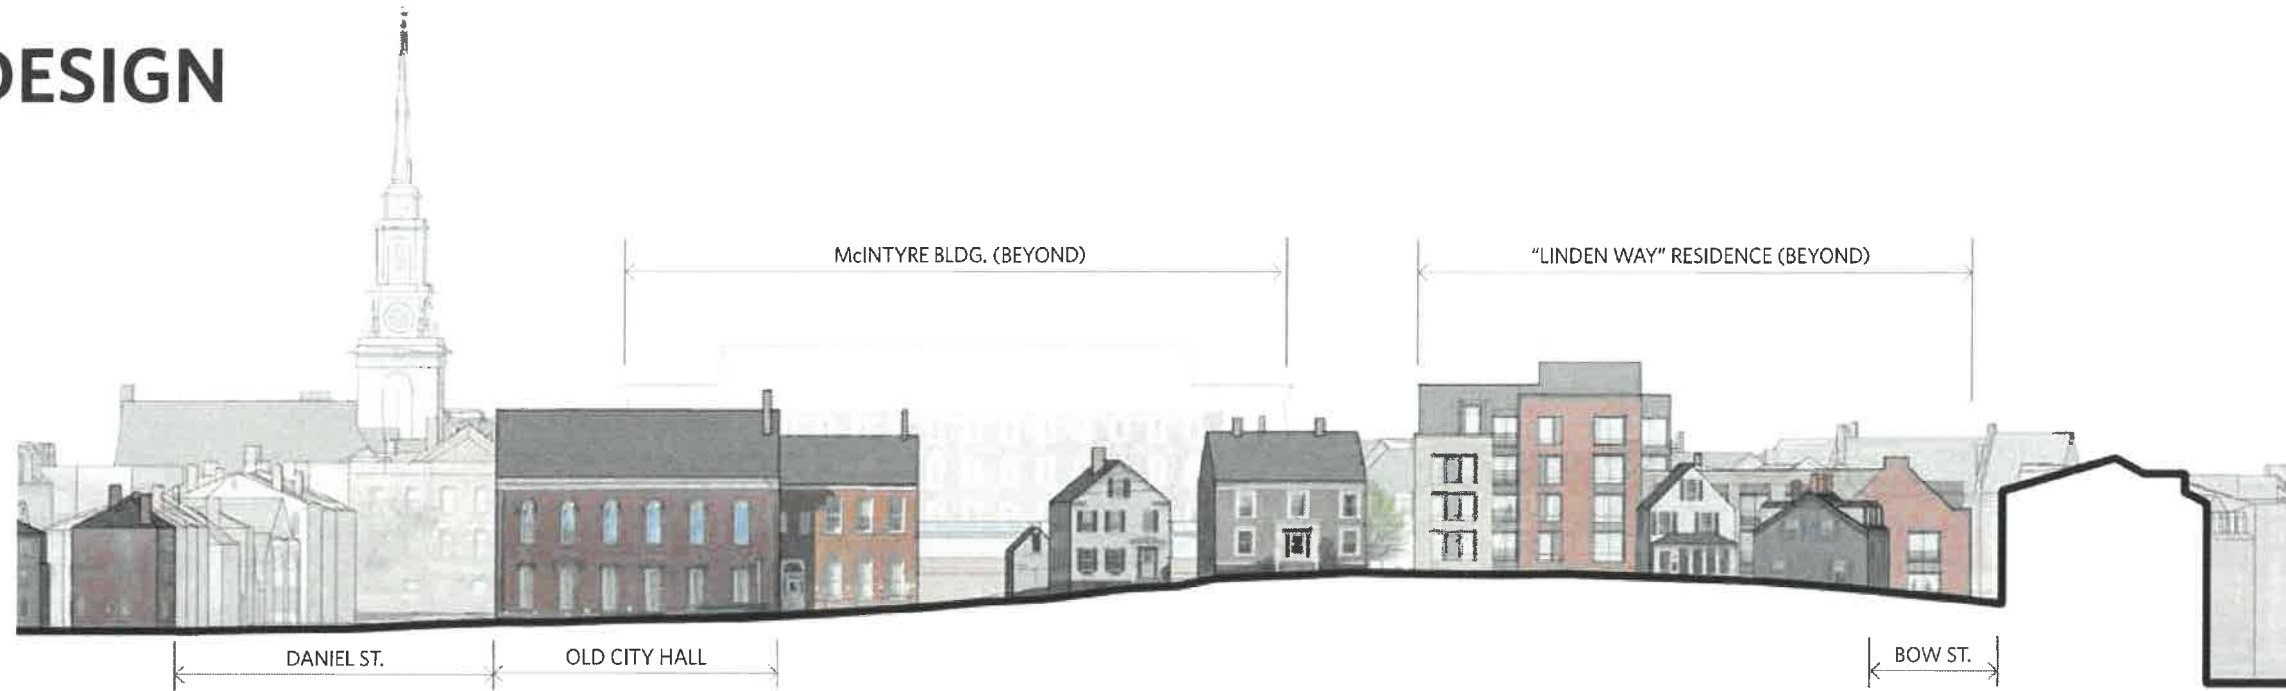 DESIGN
McINTYRE BLDG. (BEYOND)
"LINDEN WAY" RESIDENCE (BEYOND)
DANIEL ST.
OLD CITY HALL
BOW ST.